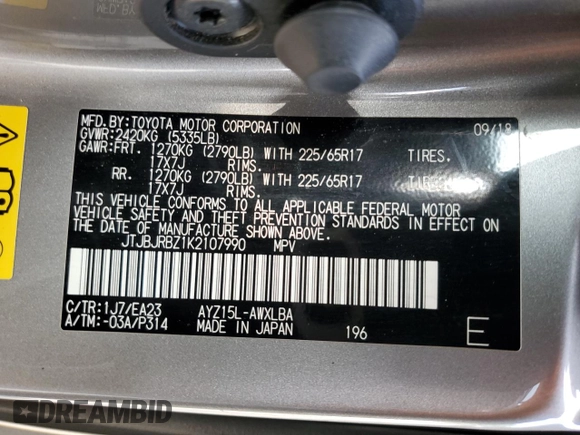 MFD.BY:TOYOTA MOTOR CORPORATION 09/18
GVWR:2420KG (5335LB)
GAWR:FRT. 1270KG (2790LB) WITH 225/65R17 TIRES.
17X7J RIMS.
RR. 1270KG (2790LB) WITH 225/65R17 TIRES.
17X7J RIMS.
THIS VEHICLE CONFORMS TO ALL APPLICABLE FEDERAL MOTOR
VEHICLE SAFETY AND THEFT PREVENTION STANDARDS IN EFFECT ON
THE DATE OF MANUFACTURE SHOWN ABOVE.
JTJBJRBZ1K2107990 MPV
C/TR:1J7/EA23 AYZ15L-AWXLBA
A/TM:-03A/P314 MADE IN JAPAN 196 E
DREAMBID